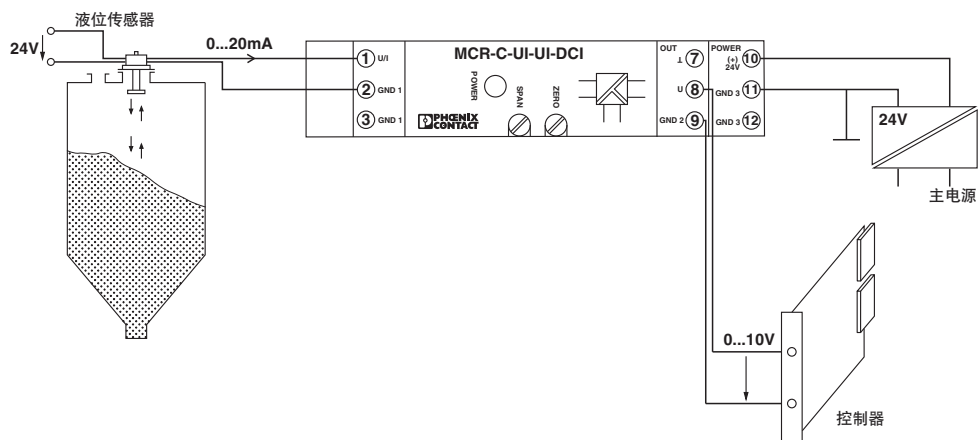 液位传感器
24V
0...20mA
1 U/I
2 GND 1
3 GND 1
MCR-C-UI-UI-DCI
POWER
SPAN
ZERO
PHŒNIX
CONTACT
OUT
I 7
U 8
GND 2 9
POWER
(+) 10
24V
GND 3 11
GND 3 12
24V
主电源
0...10V
控制器